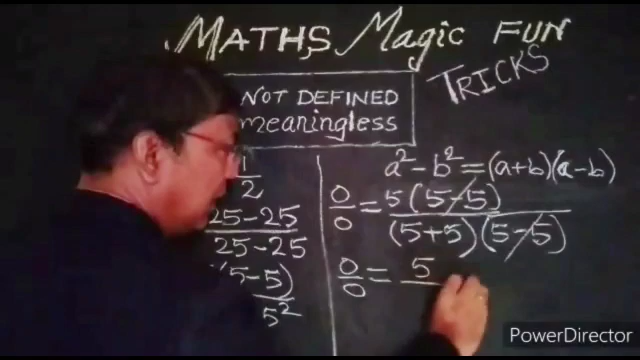 MATHS Magic FUN
TRICKS
NOT DEFINED
meaningless
1
2
25 - 25
25 - 25
5 - 5)
5²
a² - b² = (a+b)(a-b)
0/0 = 5(5-5)
(5+5)(5-5)
0/0 = 5
PowerDirector